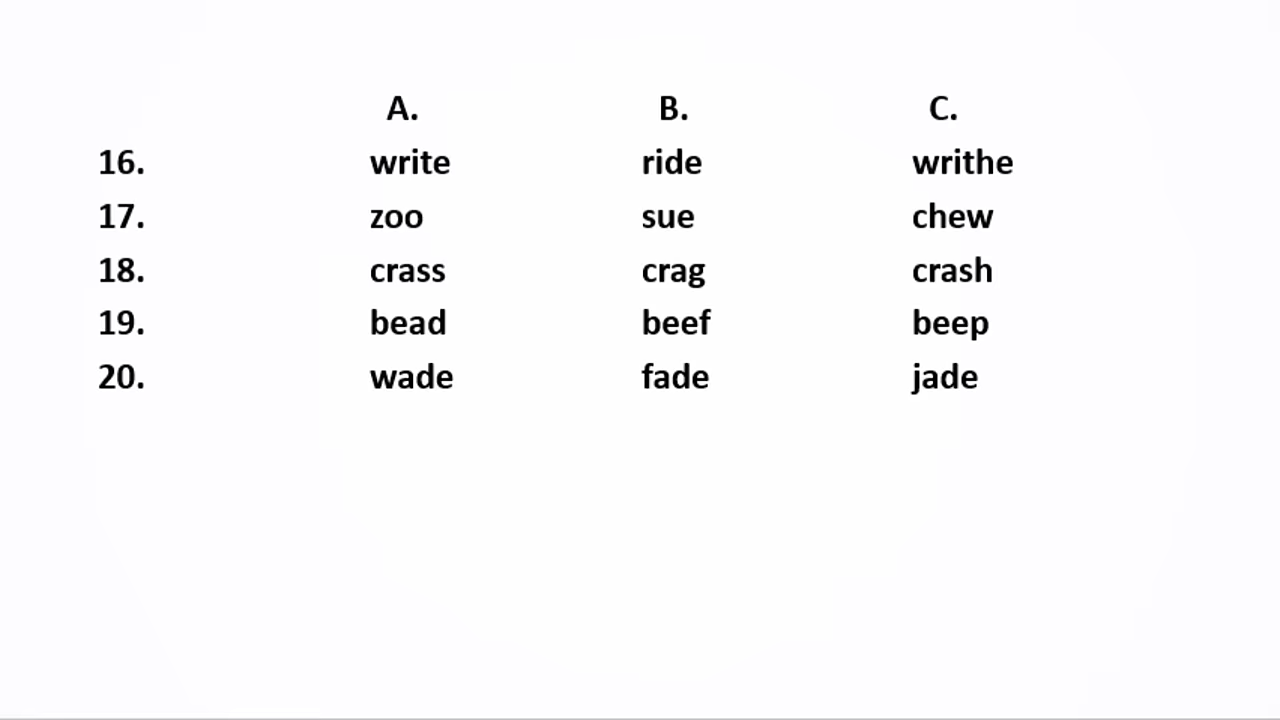 A. B. C.
16. write ride writhe
17. zoo sue chew
18. crass crag crash
19. bead beef beep
20. wade fade jade